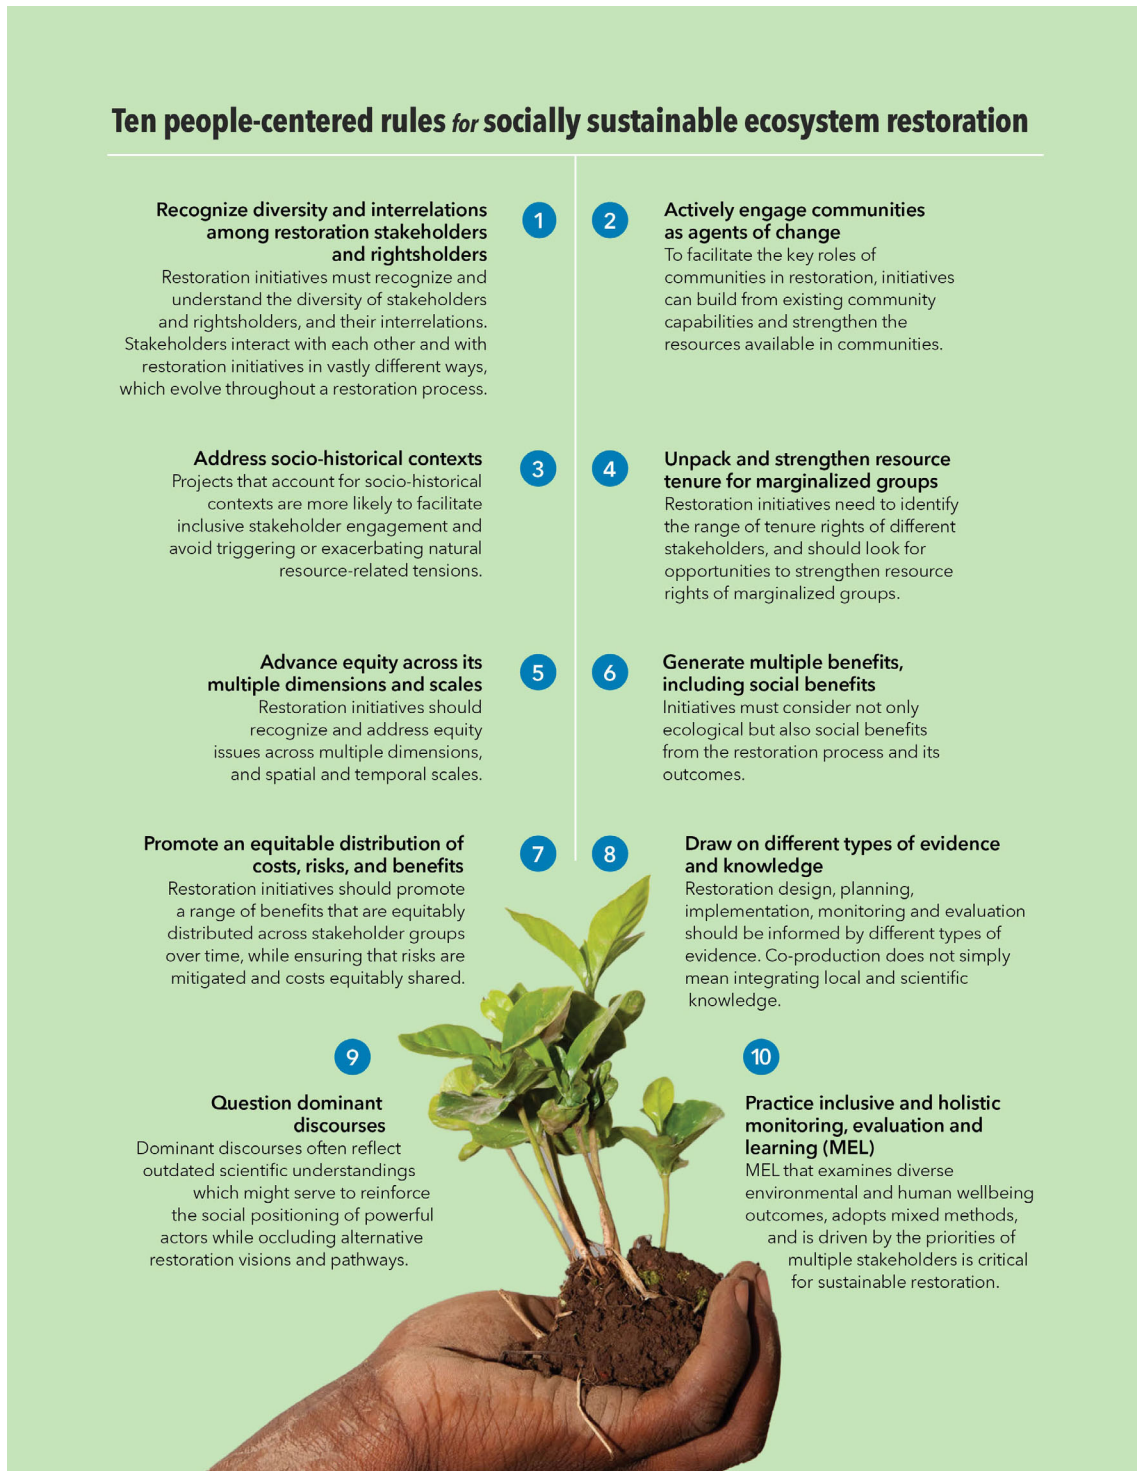 Ten people-centered rules for socially sustainable ecosystem restoration
1
Recognize diversity and interrelations
among restoration stakeholders
and rightsholders
Restoration initiatives must recognize and
understand the diversity of stakeholders
and rightsholders, and their interrelations.
Stakeholders interact with each other and with
restoration initiatives in vastly different ways,
which evolve throughout a restoration process.
2
Actively engage communities
as agents of change
To facilitate the key roles of
communities in restoration, initiatives
can build from existing community
capabilities and strengthen the
resources available in communities.
3
Address socio-historical contexts
Projects that account for socio-historical
contexts are more likely to facilitate
inclusive stakeholder engagement and
avoid triggering or exacerbating natural
resource-related tensions.
4
Unpack and strengthen resource
tenure for marginalized groups
Restoration initiatives need to identify
the range of tenure rights of different
stakeholders, and should look for
opportunities to strengthen resource
rights of marginalized groups.
5
Advance equity across its
multiple dimensions and scales
Restoration initiatives should
recognize and address equity
issues across multiple dimensions,
and spatial and temporal scales.
6
Generate multiple benefits,
including social benefits
Initiatives must consider not only
ecological but also social benefits
from the restoration process and its
outcomes.
7
Promote an equitable distribution of
costs, risks, and benefits
Restoration initiatives should promote
a range of benefits that are equitably
distributed across stakeholder groups
over time, while ensuring that risks are
mitigated and costs equitably shared.
8
Draw on different types of evidence
and knowledge
Restoration design, planning,
implementation, monitoring and evaluation
should be informed by different types of
evidence. Co-production does not simply
mean integrating local and scientific
knowledge.
9
Question dominant
discourses
Dominant discourses often reflect
outdated scientific understandings
which might serve to reinforce
the social positioning of powerful
actors while occluding alternative
restoration visions and pathways.
10
Practice inclusive and holistic
monitoring, evaluation and
learning (MEL)
MEL that examines diverse
environmental and human wellbeing
outcomes, adopts mixed methods,
and is driven by the priorities of
multiple stakeholders is critical
for sustainable restoration.